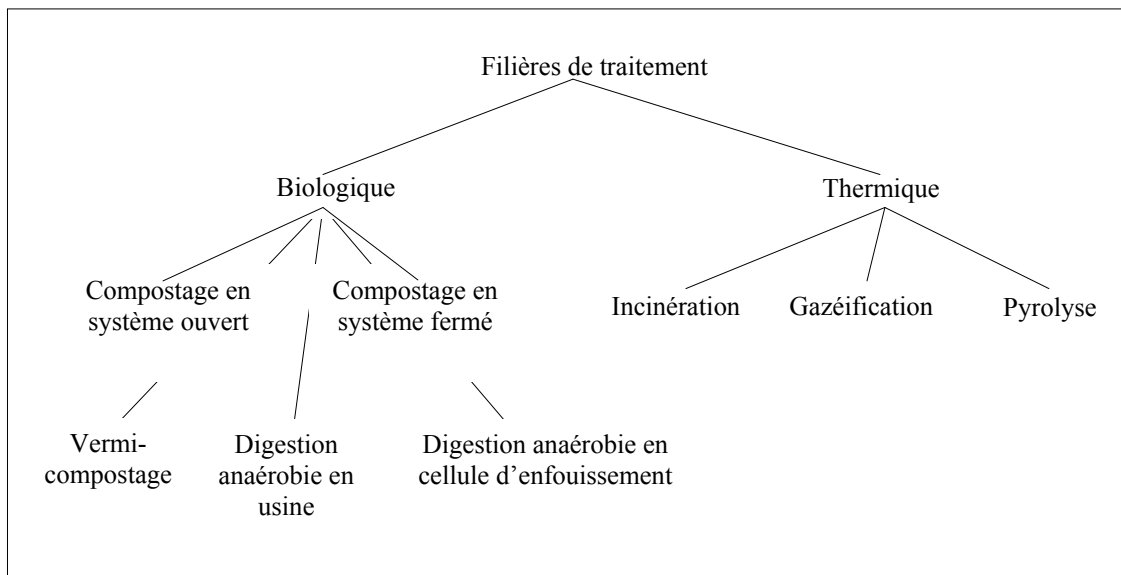 Filières de traitement
Biologique
Thermique
Compostage en
système ouvert
Compostage en
système fermé
Incinération
Gazéification
Pyrolyse
Vermi-
compostage
Digestion
anaérobie en
usine
Digestion anaérobie en
cellule d’enfouissement